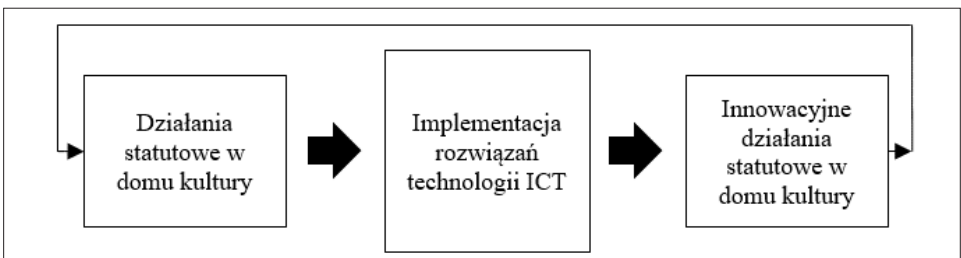 Działania
statutowe w
domu kultury
Implementacja
rozwiązań
technologii ICT
Innowacyjne
działania
statutowe w
domu kultury